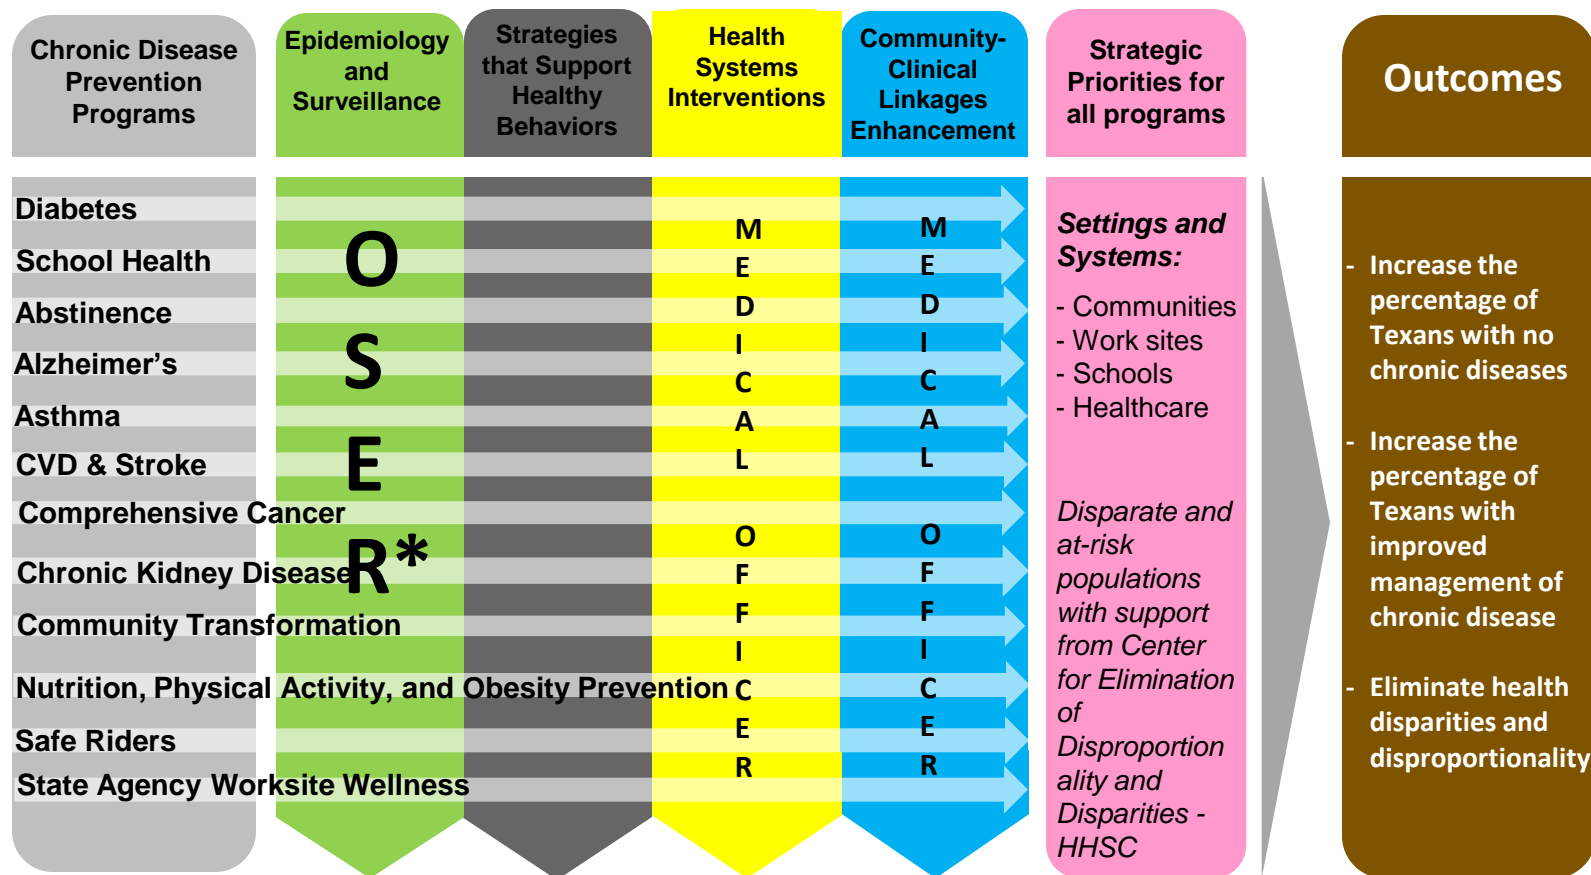 Chronic Disease
Prevention
Programs
Epidemiology
and
Surveillance
Strategies
that Support
Healthy
Behaviors
Health
Systems
Interventions
Community-
Clinical
Linkages
Enhancement
Strategic
Priorities for
all programs
Outcomes
Diabetes
School Health
Abstinence
Alzheimer’s
Asthma
CVD & Stroke
Comprehensive Cancer
Chronic Kidney Disease
Community Transformation
Nutrition, Physical Activity, and Obesity Prevention
Safe Riders
State Agency Worksite Wellness
O
S
E
R*
M
E
D
I
C
A
L
O
F
F
I
C
E
R
M
E
D
I
C
A
L
O
F
F
I
C
E
R
Settings and
Systems:
- Communities
- Work sites
- Schools
- Healthcare
Disparate and
at-risk
populations
with support
from Center
for Elimination
of
Disproportion
ality and
Disparities -
HHSC
- Increase the
percentage of
Texans with no
chronic diseases
- Increase the
percentage of
Texans with
improved
management of
chronic disease
- Eliminate health
disparities and
disproportionality